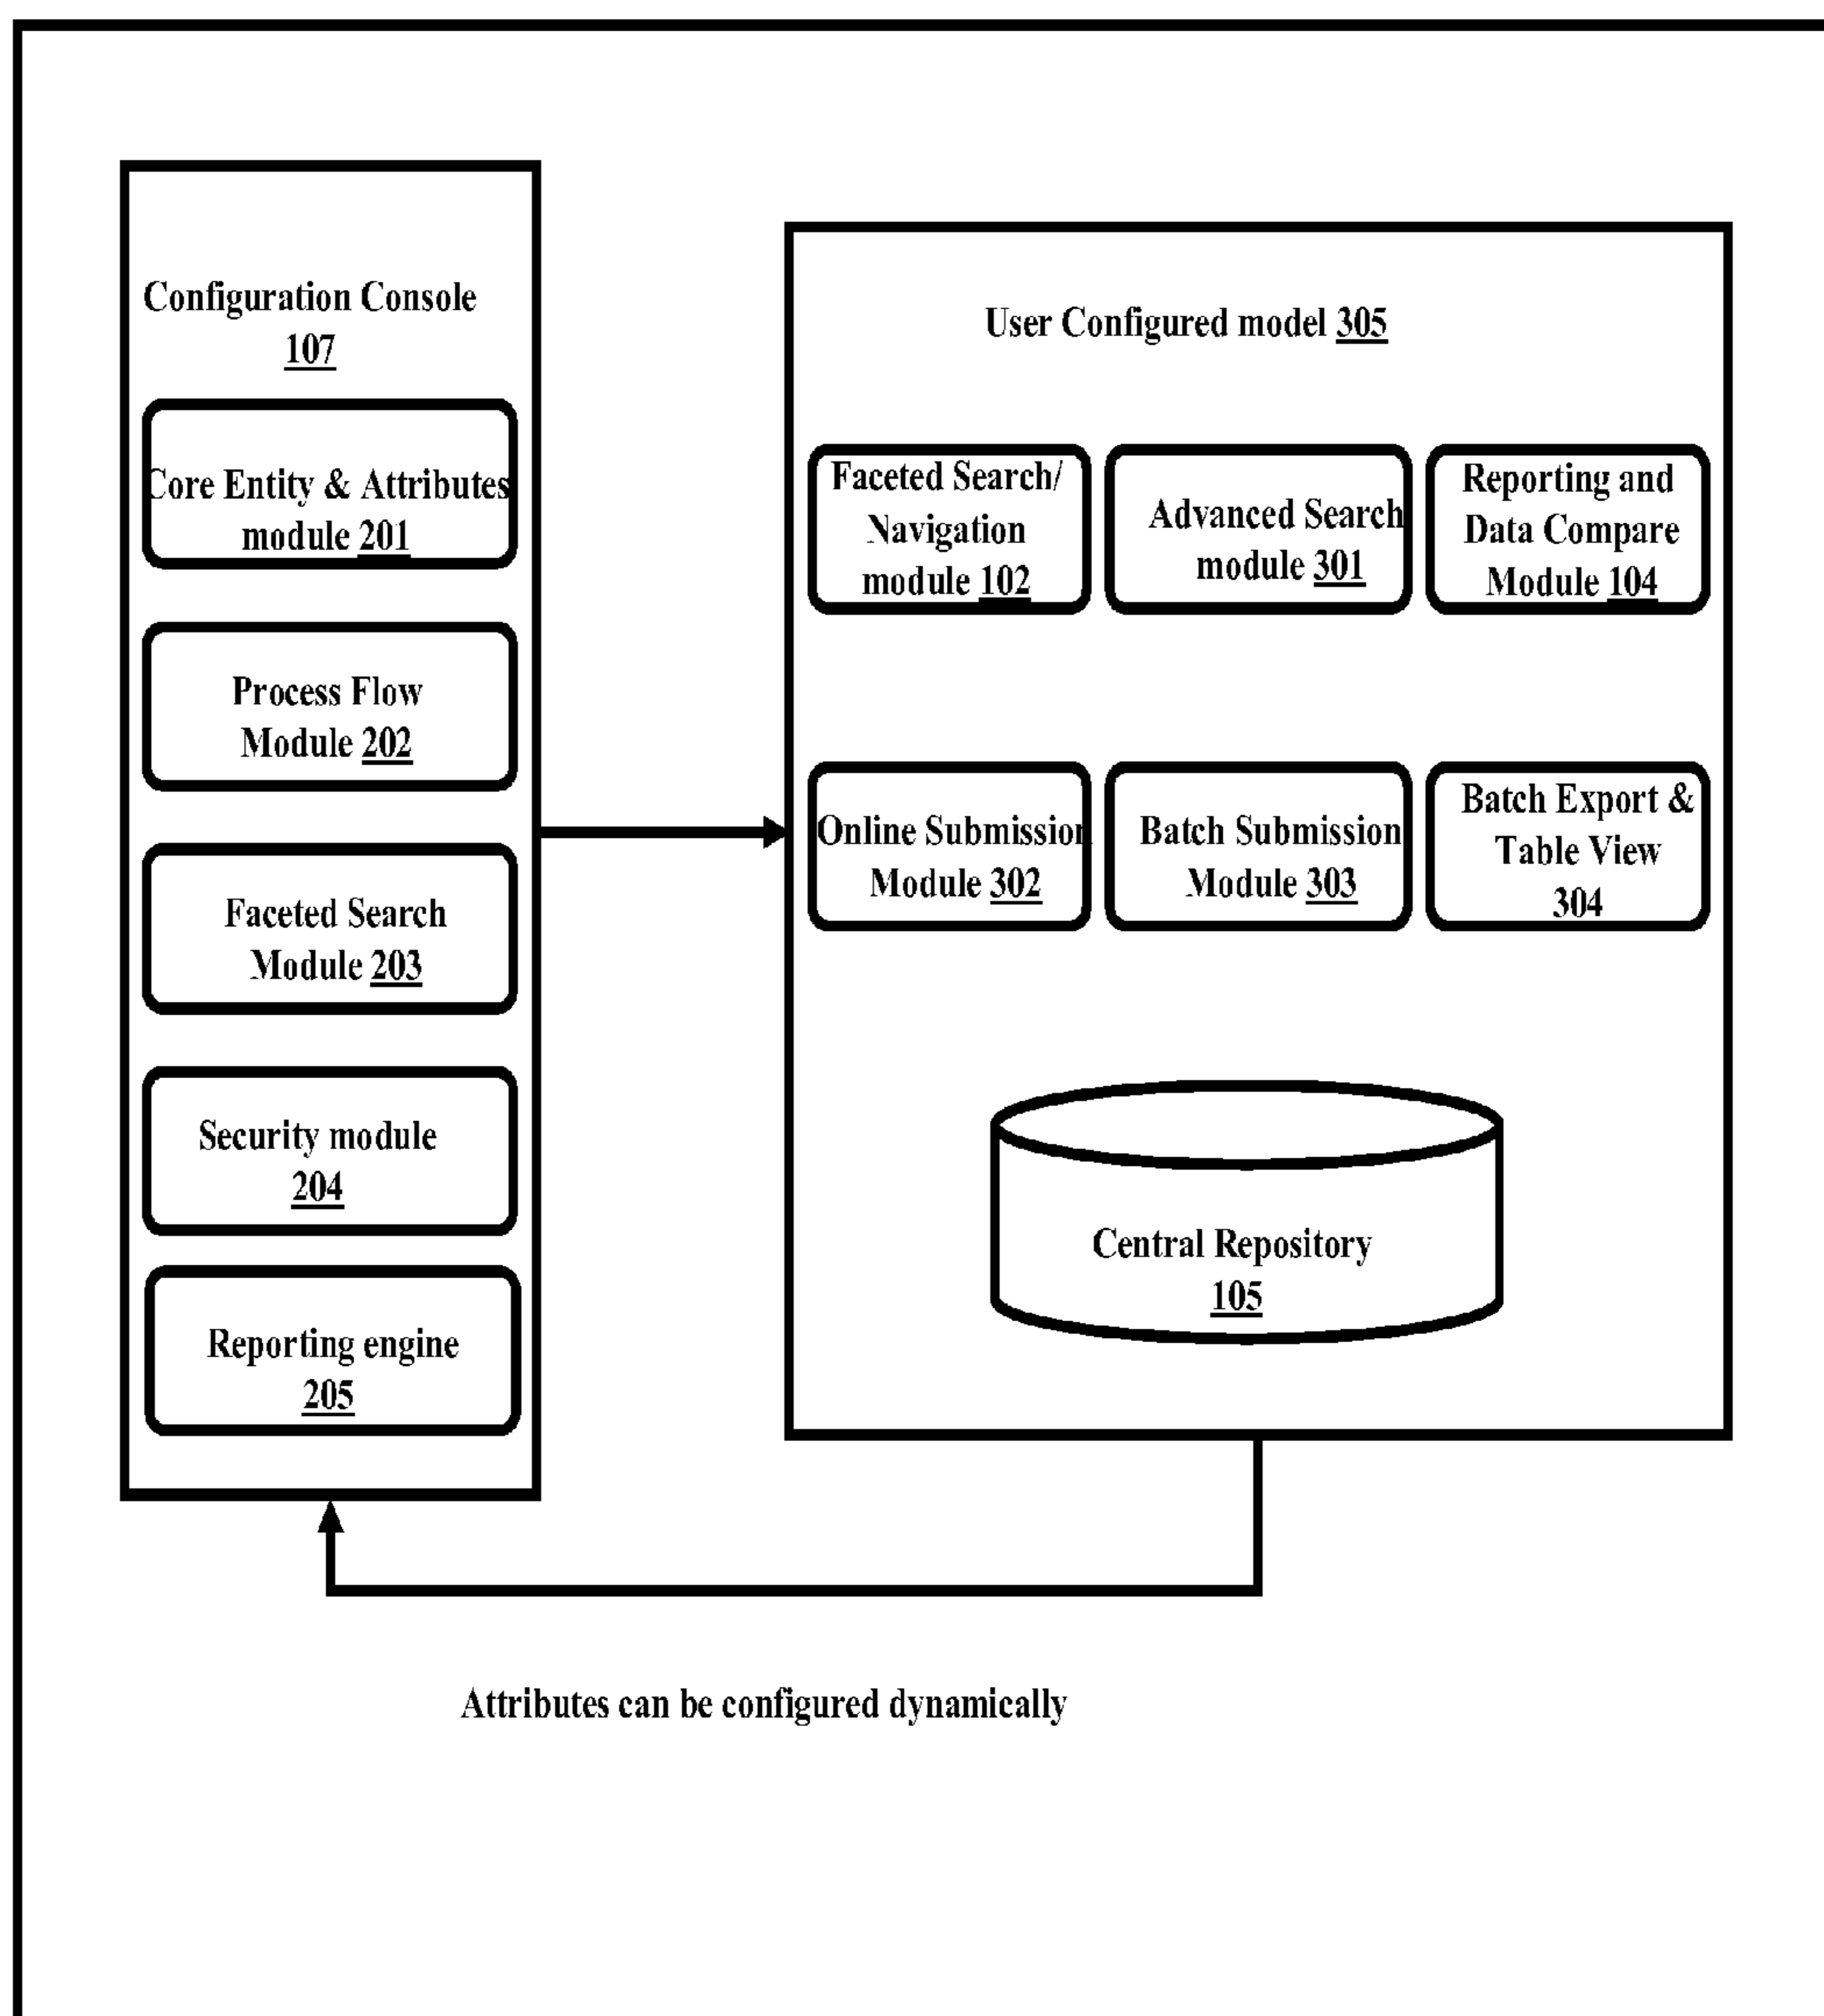 Configuration Console
107
Core Entity & Attributes
module 201
Process Flow
Module 202
Faceted Search
Module 203
Security module
204
Reporting engine
205
User Configured model 305
Faceted Search/
Navigation
module 102
Advanced Search
module 301
Reporting and
Data Compare
Module 104
Online Submission
Module 302
Batch Submission
Module 303
Batch Export &
Table View
304
Central Repository
105
Attributes can be configured dynamically